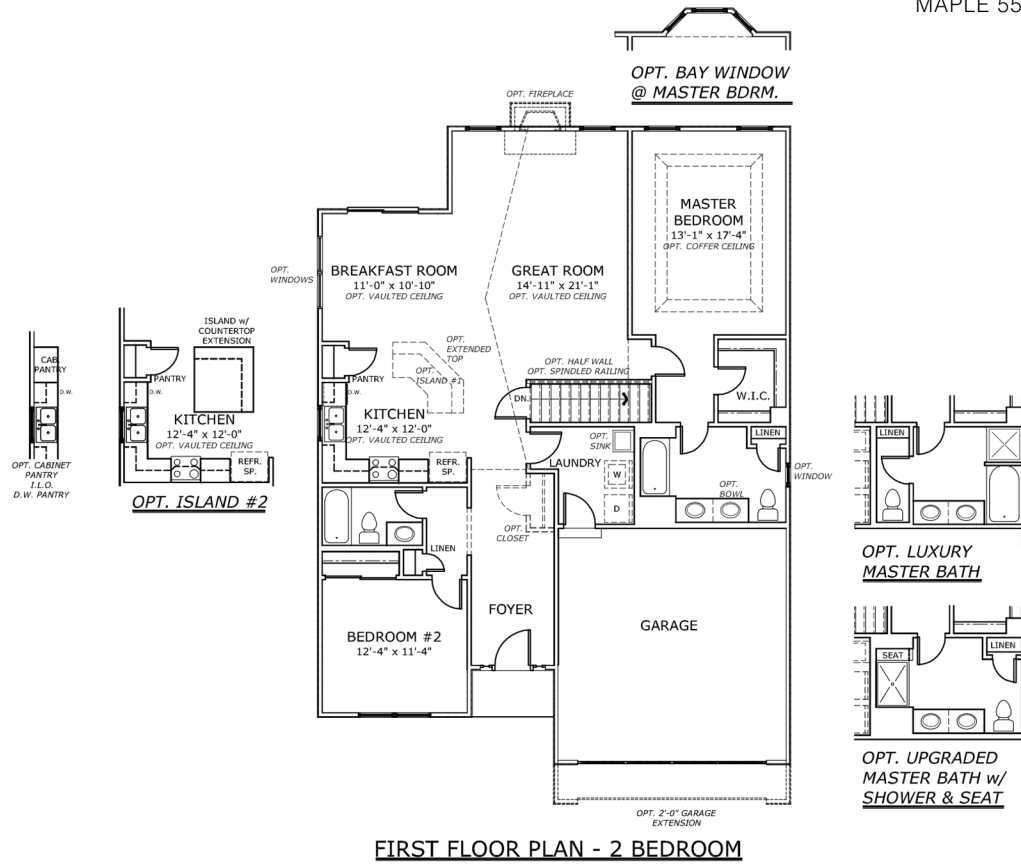 MAPLE 55
OPT. BAY WINDOW
@ MASTER BDRM.
OPT. FIREPLACE
MASTER
BEDROOM
13'-1" x 17'-4"
OPT. COFFER CEILING
OPT.
WINDOWS
BREAKFAST ROOM
11'-0" x 10'-10"
OPT. VAULTED CEILING
GREAT ROOM
14'-11" x 21'-1"
OPT. VAULTED CEILING
ISLAND w/
COUNTERTOP
EXTENSION
CAB.
PANTRY
D.W.
OPT. CABINET
PANTRY
I.L.O.
D.W. PANTRY
PANTRY
D.W.
KITCHEN
12'-4" x 12'-0"
OPT. VAULTED CEILING
REFR.
SP.
OPT. ISLAND #2
OPT.
EXTENDED
TOP
OPT.
ISLAND #1
PANTRY
D.W.
KITCHEN
12'-4" x 12'-0"
OPT. VAULTED CEILING
REFR.
SP.
OPT. HALF WALL
OPT. SPINDLED RAILING
DN.
W.I.C.
LINEN
OPT.
SINK
LAUNDRY
W
D
OPT.
BOWL
OPT.
WINDOW
OPT.
CLOSET
LINEN
FOYER
BEDROOM #2
12'-4" x 11'-4"
GARAGE
LINEN
OPT. LUXURY
MASTER BATH
SEAT
LINEN
OPT. UPGRADED
MASTER BATH w/
SHOWER & SEAT
OPT. 2'-0" GARAGE
EXTENSION
FIRST FLOOR PLAN - 2 BEDROOM